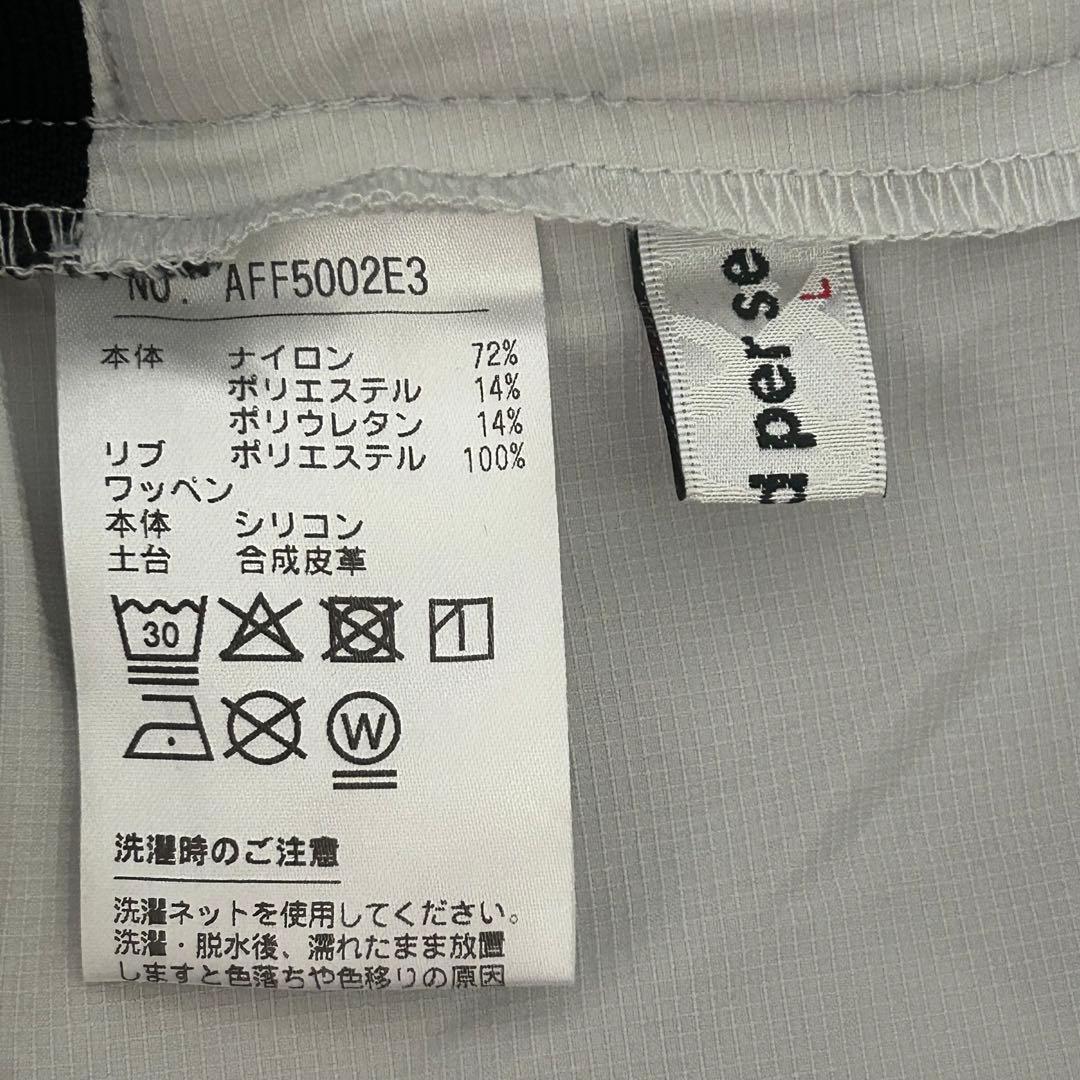 NO. AFF5002E3
本体 ナイロン 72%
ポリエステル 14%
ポリウレタン 14%
リブ ポリエステル 100%
ワッペン
本体 シリコン
土台 合成皮革
30
W
洗濯時のご注意
洗濯ネットを使用してください。
洗濯・脱水後、濡れたまま放置
しますと色落ちや色移りの原因
per se
L